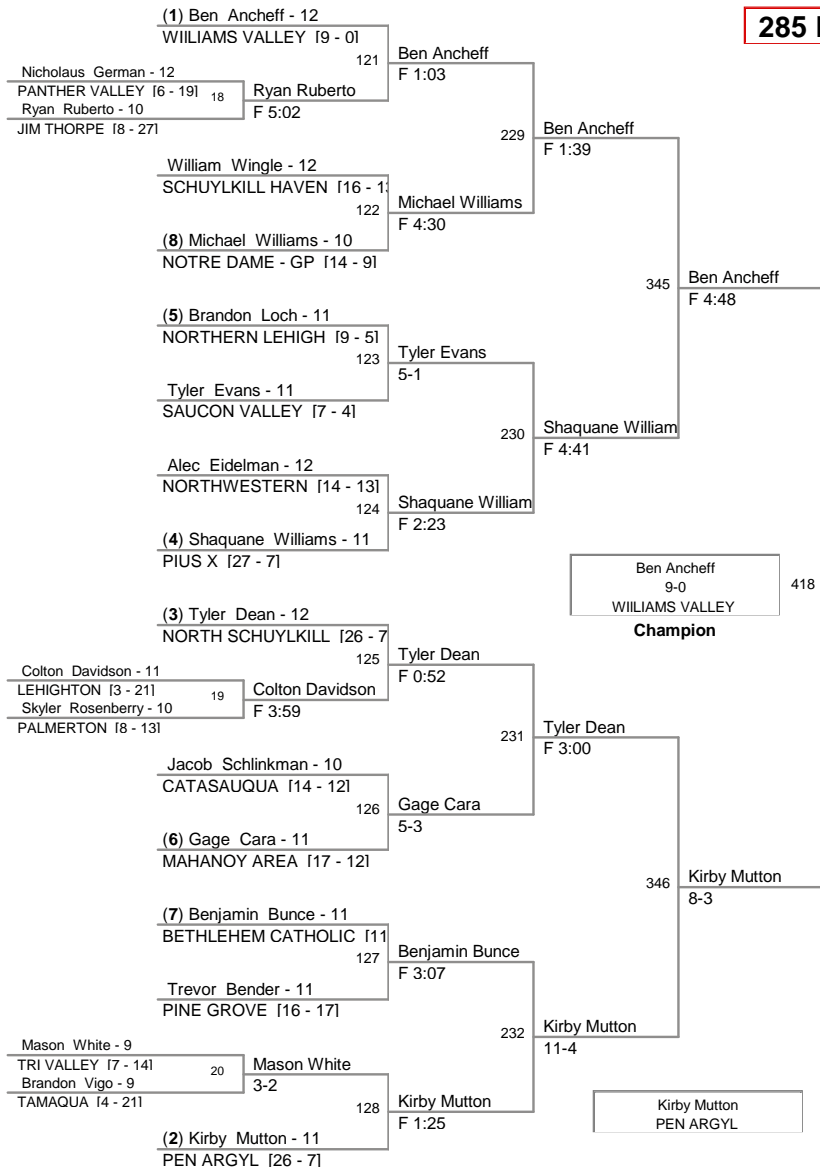 (1) Ben Ancheff - 12
WIILIAMS VALLEY [9 - 0]
285
121
Ben Ancheff
F 1:03
Nicholaus German - 12
PANTHER VALLEY [6 - 19]
18
Ryan Ruberto
F 5:02
Ryan Ruberto - 10
JIM THORPE [8 - 27]
229
Ben Ancheff
F 1:39
William Wingle - 12
SCHUYLKILL HAVEN [16 - 1
122
Michael Williams
F 4:30
(8) Michael Williams - 10
NOTRE DAME - GP [14 - 9]
345
Ben Ancheff
F 4:48
(5) Brandon Loch - 11
NORTHERN LEHIGH [9 - 5]
123
Tyler Evans
5-1
Tyler Evans - 11
SAUCON VALLEY [7 - 4]
230
Shaquane William
F 4:41
Alec Eidelman - 12
NORTHWESTERN [14 - 13]
124
Shaquane William
F 2:23
(4) Shaquane Williams - 11
PIUS X [27 - 7]
Ben Ancheff
9-0
WIILIAMS VALLEY
418
Champion
(3) Tyler Dean - 12
NORTH SCHUYLKILL [26 - 7
125
Tyler Dean
F 0:52
Colton Davidson - 11
LEHIGHTON [3 - 21]
19
Colton Davidson
F 3:59
Skyler Rosenberry - 10
PALMERTON [8 - 13]
231
Tyler Dean
F 3:00
Jacob Schlinkman - 10
CATASAUQUA [14 - 12]
126
Gage Cara
5-3
(6) Gage Cara - 11
MAHANOY AREA [17 - 12]
346
Kirby Mutton
8-3
(7) Benjamin Bunce - 11
BETHLEHEM CATHOLIC [11
127
Benjamin Bunce
F 3:07
Trevor Bender - 11
PINE GROVE [16 - 17]
232
Kirby Mutton
11-4
Mason White - 9
TRI VALLEY [7 - 14]
20
Mason White
3-2
Brandon Vigo - 9
TAMAQUA [4 - 21]
128
Kirby Mutton
F 1:25
(2) Kirby Mutton - 11
PEN ARGYL [26 - 7]
Kirby Mutton
PEN ARGYL